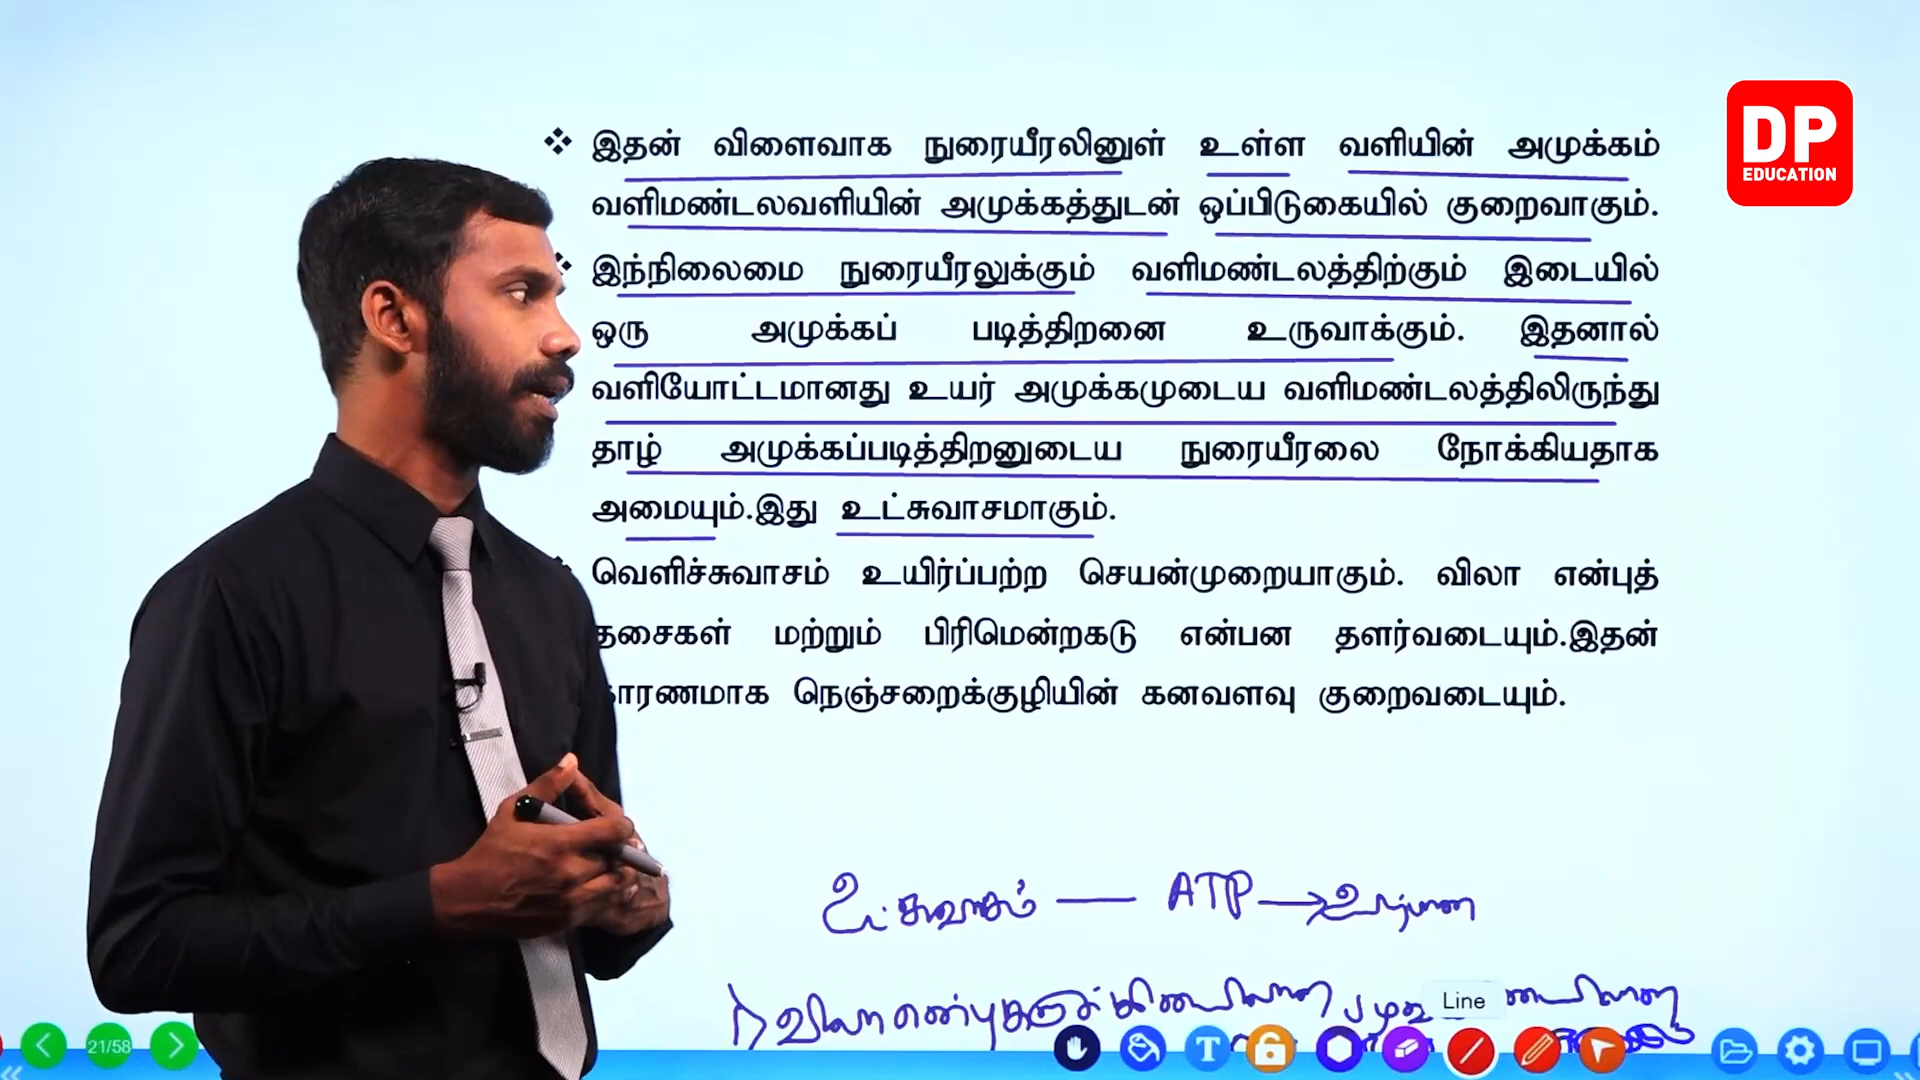 DP
EDUCATION
❖ இதன் விளைவாக நுரையீரலினுள் உள்ள வளியின் அமுக்கம்
வளிமண்டலவளியின் அமுக்கத்துடன் ஒப்பிடுகையில் குறைவாகும்.
இந்நிலைமை நுரையீரலுக்கும் வளிமண்டலத்திற்கும் இடையில்
ஒரு அமுக்கப் படித்திறனை உருவாக்கும். இதனால்
வளியோட்டமானது உயர் அமுக்கமுடைய வளிமண்டலத்திலிருந்து
தாழ் அமுக்கப்படித்திறனுடைய நுரையீரலை நோக்கியதாக
அமையும்.இது உட்சுவாசமாகும்.
வெளிச்சுவாசம் உயிர்ப்பற்ற செயன்முறையாகும். விலா என்புத்
தசைகள் மற்றும் பிரிமென்றகடு என்பன தளர்வடையும்.இதன்
காரணமாக நெஞ்சறைக்குழியின் கனவளவு குறைவடையும்.
உட்சுவாசம் — ATP →
விலா என்புகளுக்கிடையிலான
Line
21/58